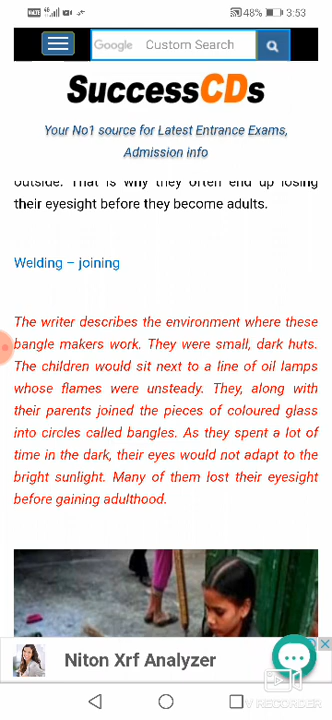 48% 3:53
Google Custom Search
SuccessCDs
Your No1 source for Latest Entrance Exams,
Admission info
outside. That is why they often end up losing
their eyesight before they become adults.
Welding – joining
The writer describes the environment where these
bangle makers work. They were small, dark huts.
The children would sit next to a line of oil lamps
whose flames were unsteady. They, along with
their parents joined the pieces of coloured glass
into circles called bangles. As they spent a lot of
time in the dark, their eyes would not adapt to the
bright sunlight. Many of them lost their eyesight
before gaining adulthood.
Niton Xrf Analyzer
V RECORDER